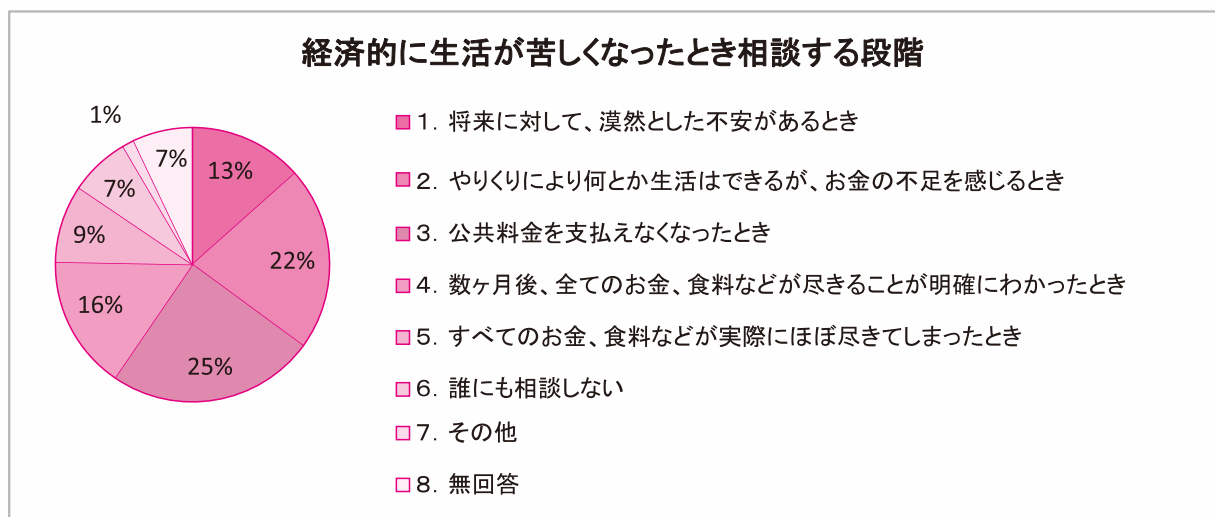 経済的に生活が苦しくなったとき相談する段階
1%
7%
13%
7%
9%
22%
16%
25%
１．将来に対して、漠然とした不安があるとき
２．やりくりにより何とか生活はできるが、お金の不足を感じるとき
３．公共料金を支払えなくなったとき
４．数ヶ月後、全てのお金、食料などが尽きることが明確にわかったとき
５．すべてのお金、食料などが実際にほぼ尽きてしまったとき
６．誰にも相談しない
７．その他
８．無回答